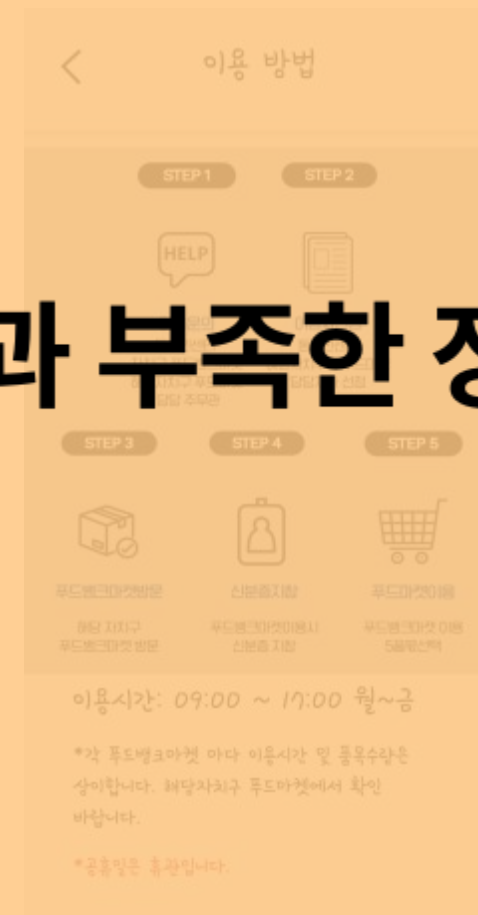 이용 방법
STEP 1 STEP 2
HELP
과 부족한
담당 주무관
STEP 3 STEP 4 STEP 5
푸드뱅크마켓방문 신분증지참 푸드마켓이용
해당 자치구 푸드뱅크마켓이용시 푸드뱅크마켓 이용
푸드뱅크마켓 방문 신분증 지참 5품목선택
이용시간: 09:00 ~ 17:00 월~금
*각 푸드뱅크마켓 마다 이용시간 및 품목수량은
상이합니다. 해당자치구 푸드마켓에서 확인
바랍니다.
*공휴일은 휴관입니다.